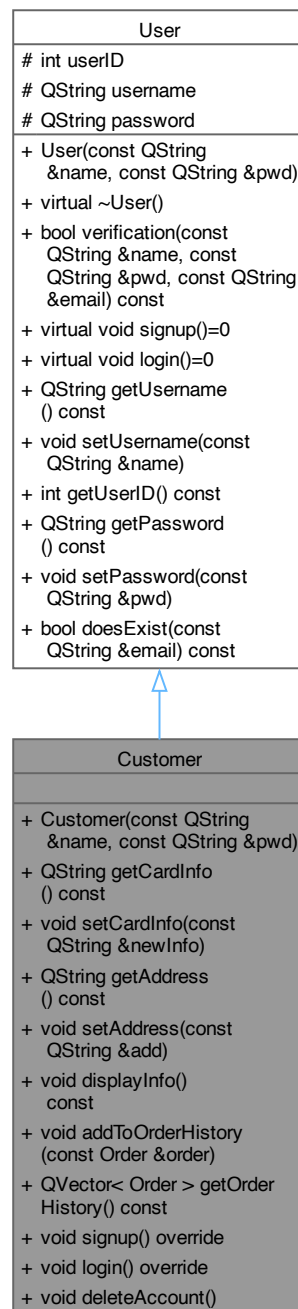 User
# int userID
# QString username
# QString password
+ User(const QString
&name, const QString &pwd)
+ virtual ~User()
+ bool verification(const
QString &name, const
QString &pwd, const QString
&email) const
+ virtual void signup()=0
+ virtual void login()=0
+ QString getUsername
() const
+ void setUsername(const
QString &name)
+ int getUserID() const
+ QString getPassword
() const
+ void setPassword(const
QString &pwd)
+ bool doesExist(const
QString &email) const
Customer
+ Customer(const QString
&name, const QString &pwd)
+ QString getCardInfo
() const
+ void setCardInfo(const
QString &newInfo)
+ QString getAddress
() const
+ void setAddress(const
QString &add)
+ void displayInfo()
const
+ void addToOrderHistory
(const Order &order)
+ QVector< Order > getOrder
History() const
+ void signup() override
+ void login() override
+ void deleteAccount()